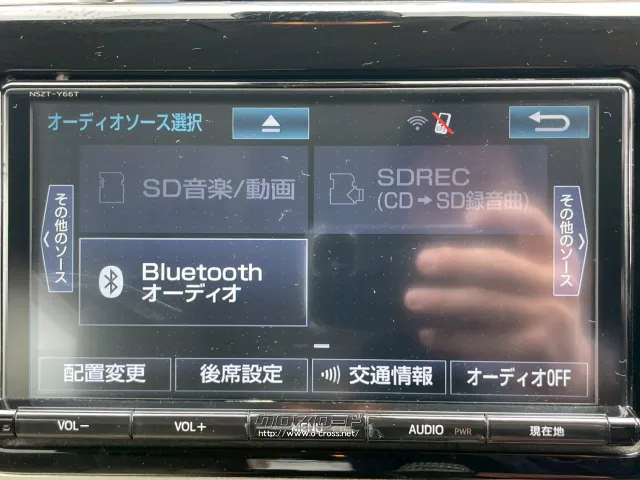 NSZT-Y66T
オーディオソース選択
SD音楽/動画
SDREC
(CD→SD録音曲)
その他のソース
その他のソース
Bluetooth
オーディオ
配置変更
後席設定
交通情報
オーディオOFF
VOL−
VOL+
AUDIO
PWR
現在地
http://www.o-cross.net/